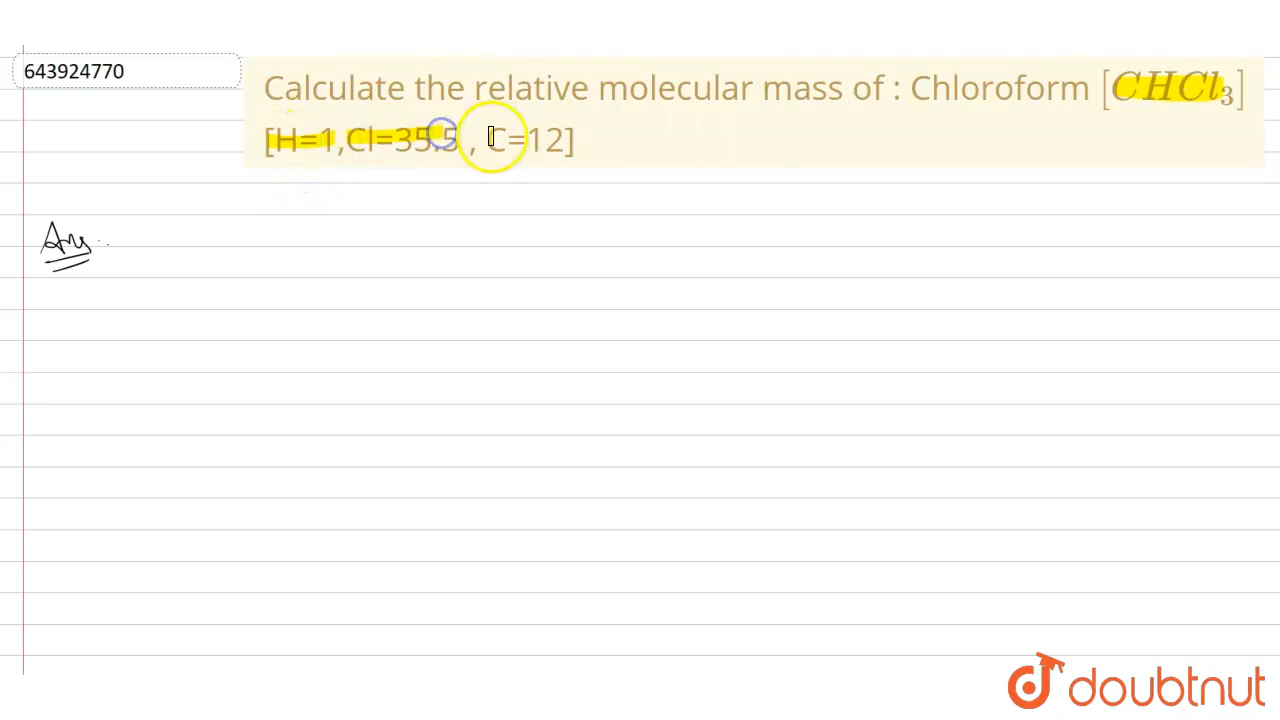 643924770
Calculate the relative molecular mass of : Chloroform [CHCl₃]
[H=1,Cl=35.5 , C=12]
Ans.
doubtnut